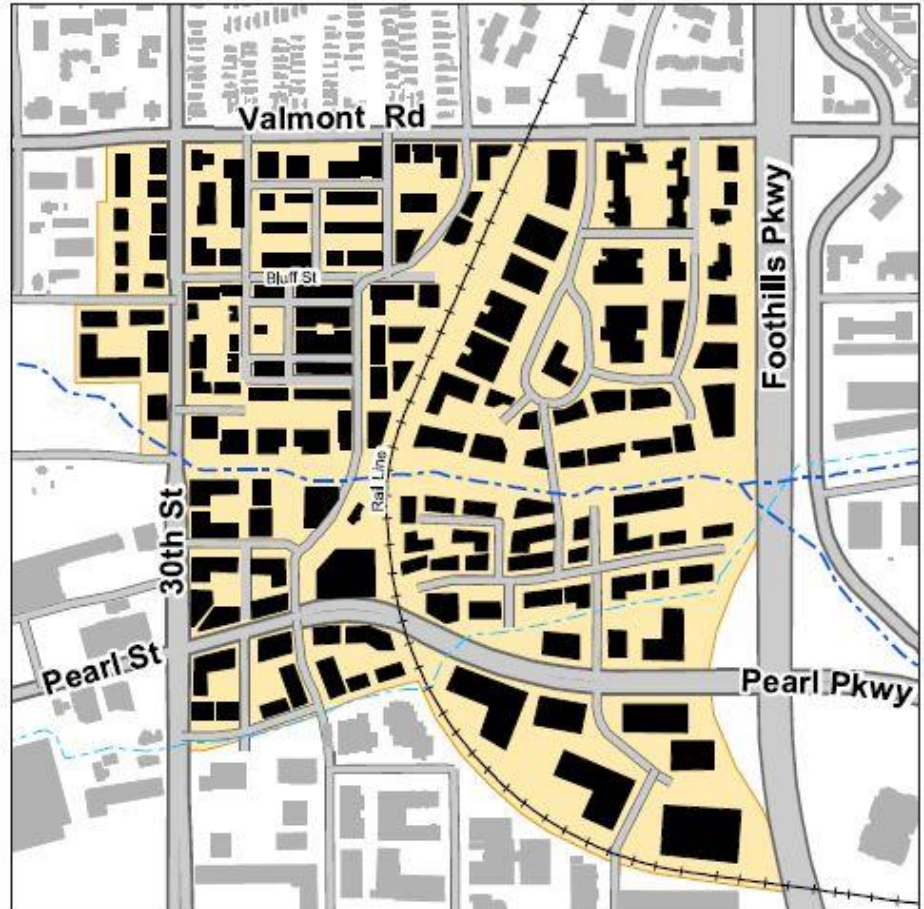 Valmont Rd
Foothills Pkwy
Bluff St
Rail Line
30th St
Pearl St
Pearl Pkwy